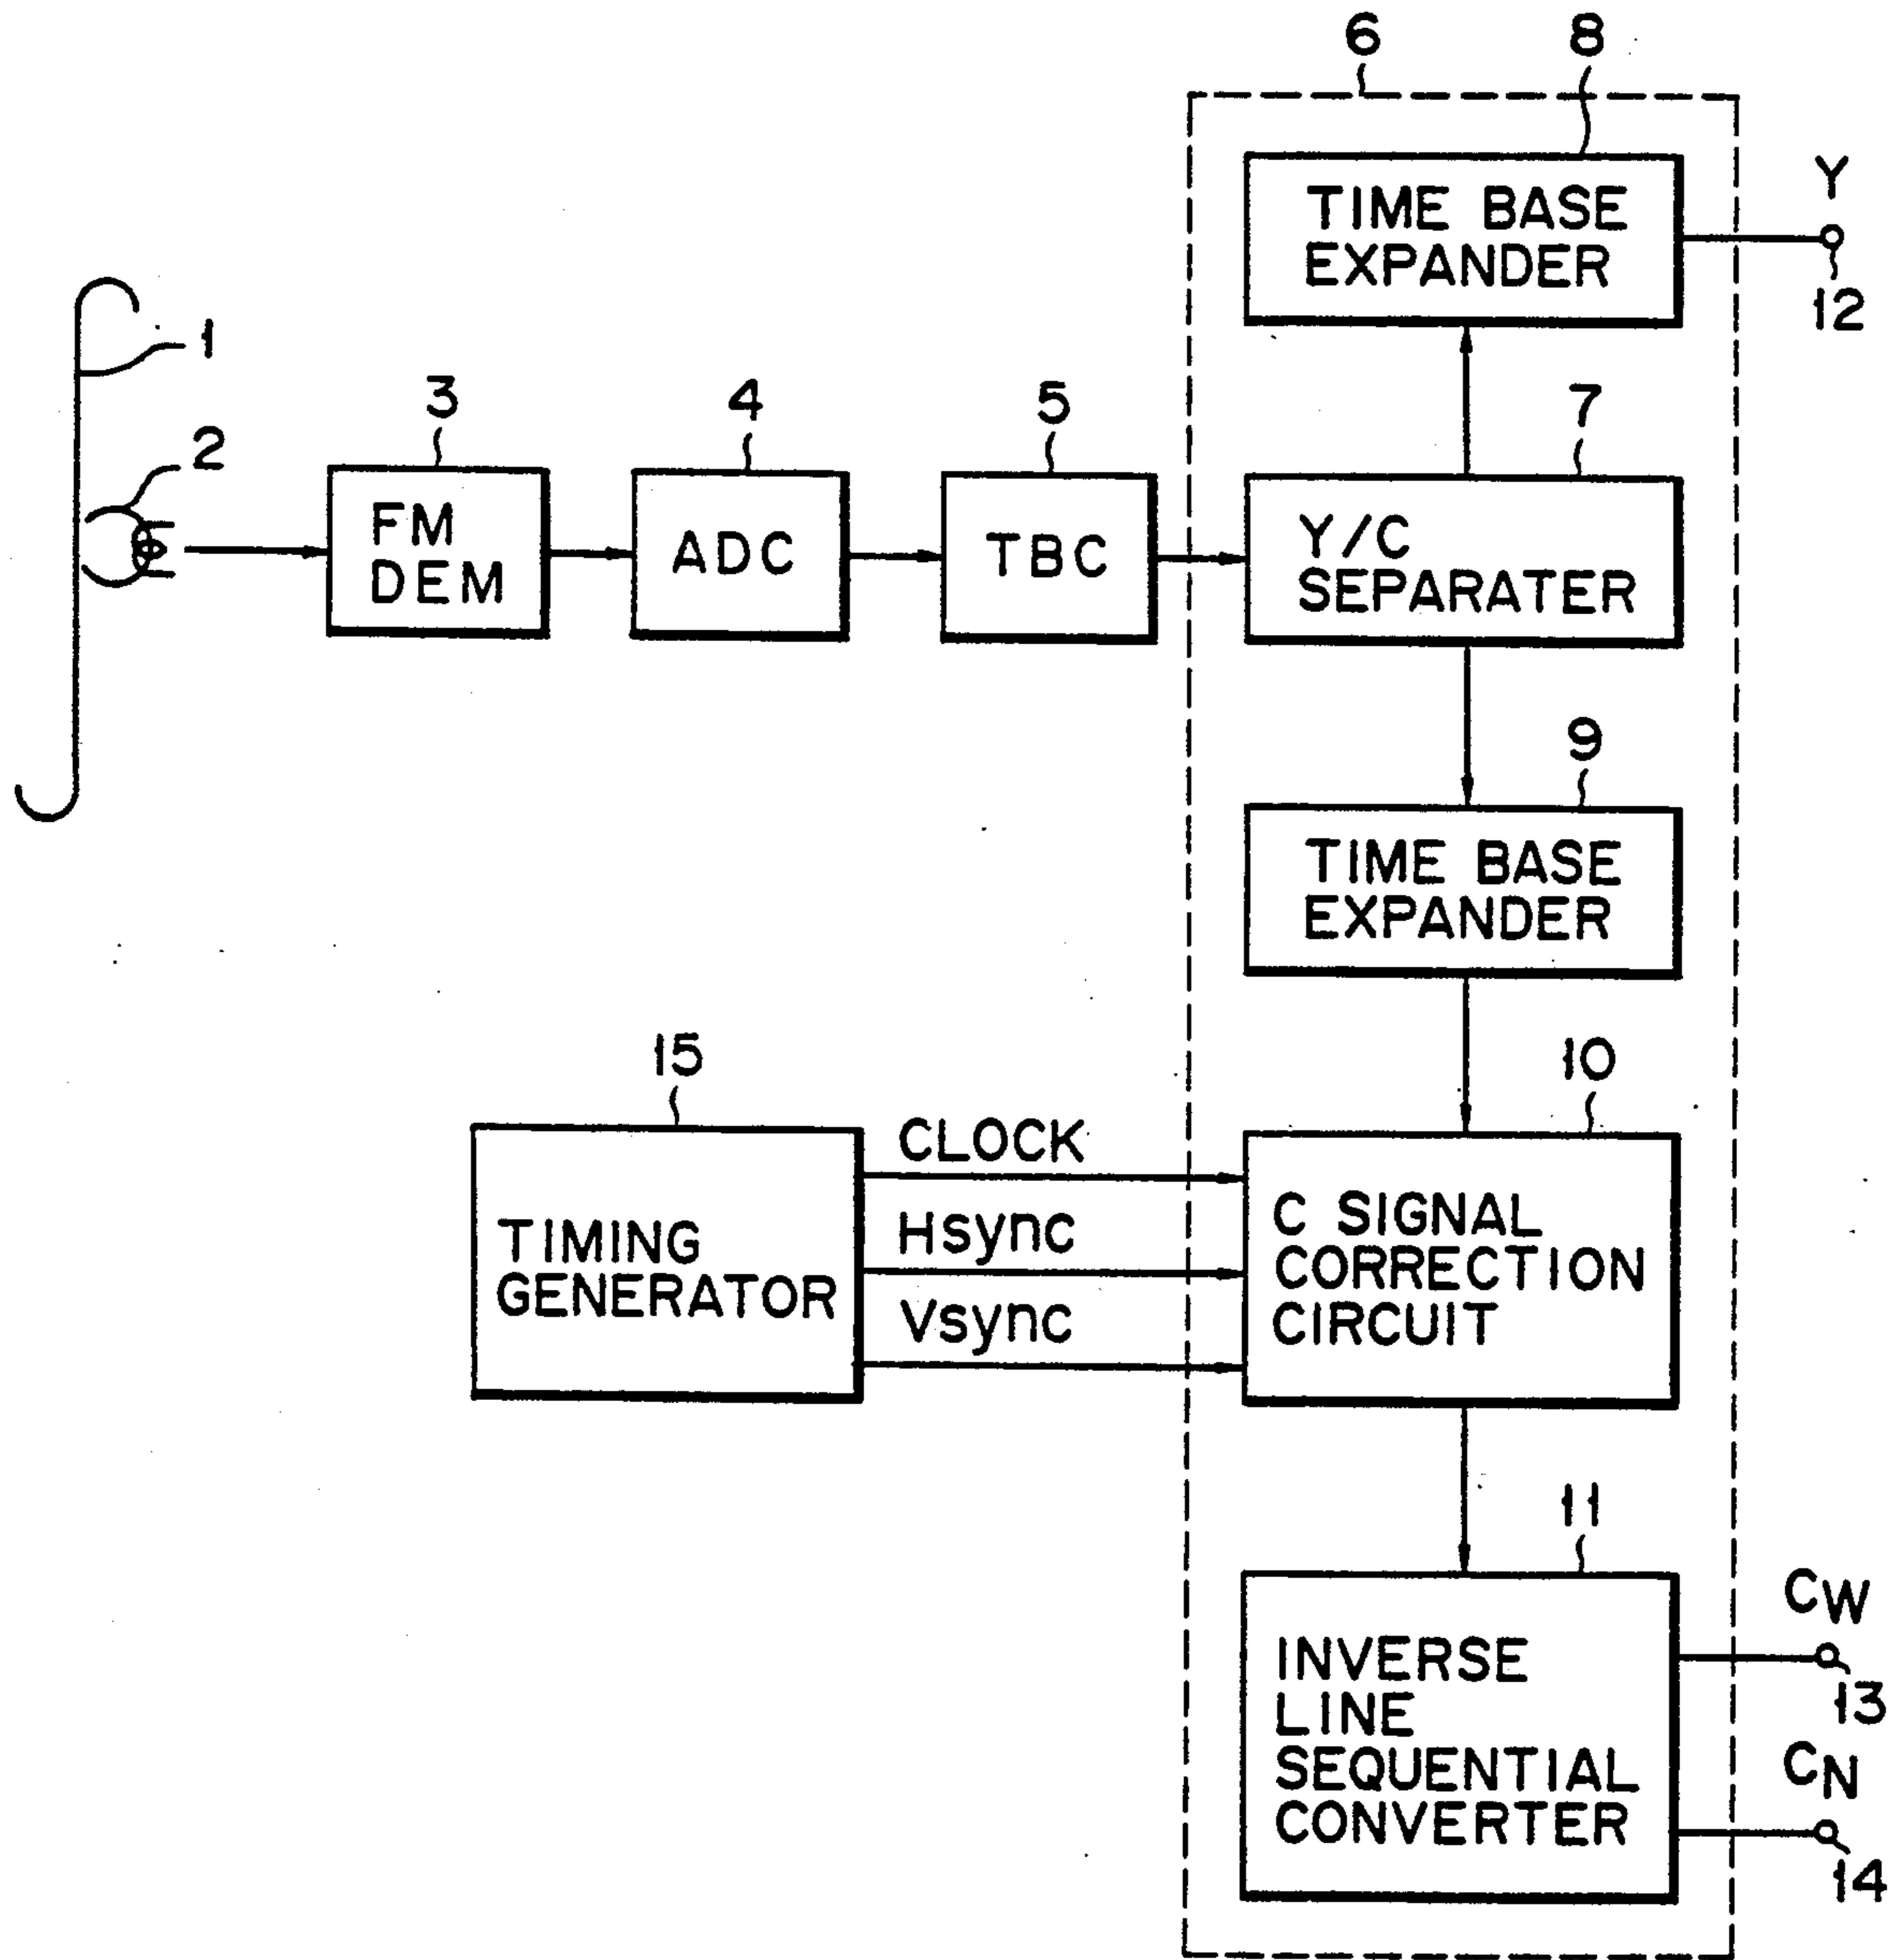 6
8
TIME BASE
EXPANDER
Y
12
1
2
3
FM
DEM
4
ADC
5
TBC
7
Y/C
SEPARATER
9
TIME BASE
EXPANDER
15
TIMING
GENERATOR
CLOCK
Hsync
Vsync
10
C SIGNAL
CORRECTION
CIRCUIT
11
INVERSE
LINE
SEQUENTIAL
CONVERTER
CW
13
CN
14